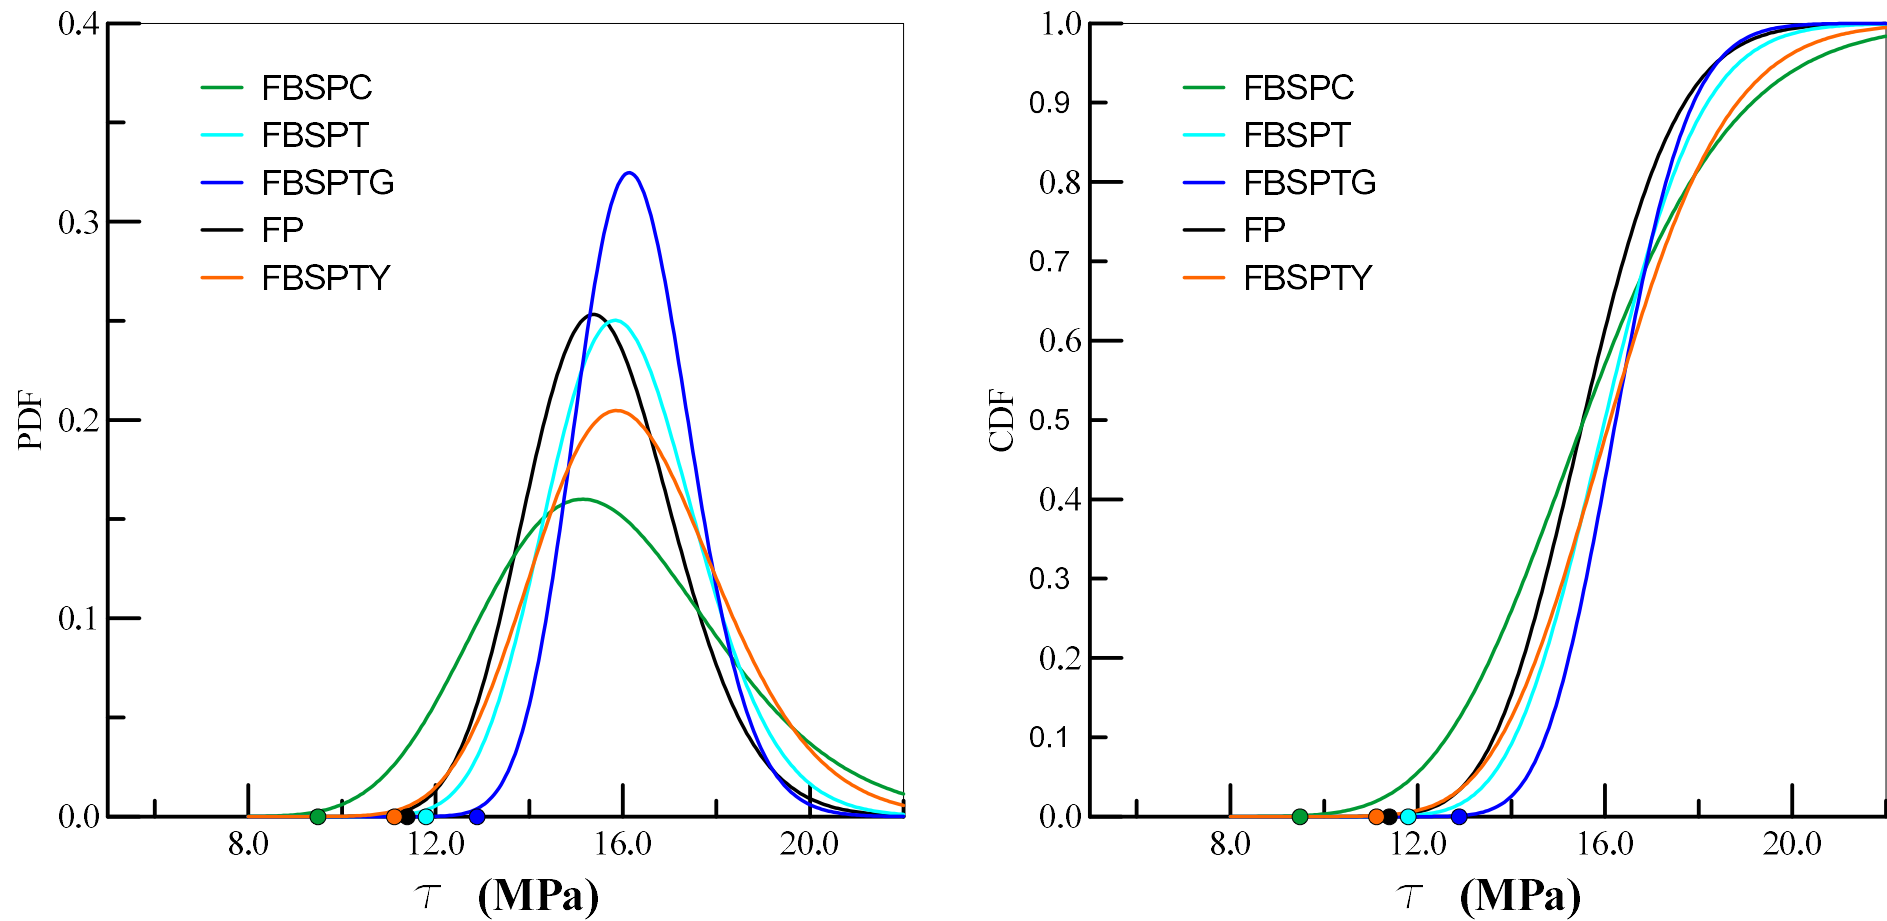 0.4
0.3
0.2
0.1
0.0
PDF
FBSPC
FBSPT
FBSPTG
FP
FBSPTY
8.0 12.0 16.0 20.0
τ (MPa)
1.0
0.9
0.8
0.7
0.6
0.5
0.4
0.3
0.2
0.1
0.0
CDF
FBSPC
FBSPT
FBSPTG
FP
FBSPTY
8.0 12.0 16.0 20.0
τ (MPa)